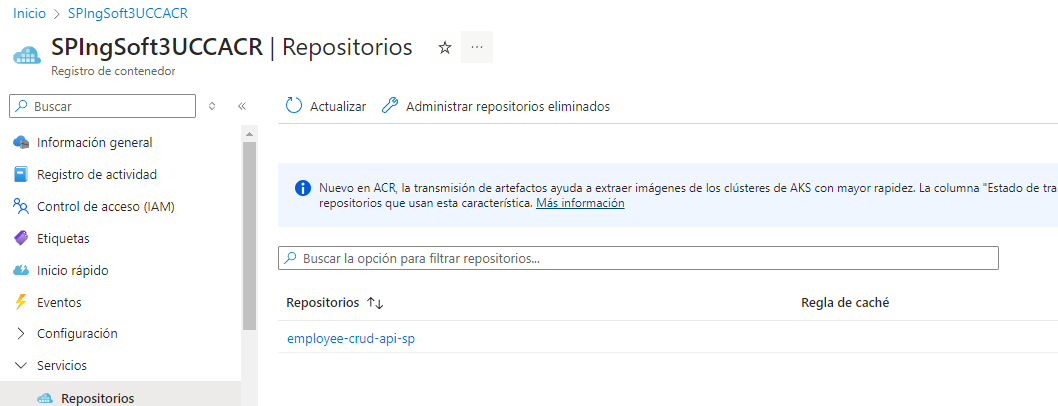 Inicio > SPIngSoft3UCCACR
SPIngSoft3UCCACR | Repositorios
Registro de contenedor
Buscar
Actualizar
Administrar repositorios eliminados
Información general
Registro de actividad
Control de acceso (IAM)
Etiquetas
Inicio rápido
Eventos
Configuración
Servicios
Repositorios
Nuevo en ACR, la transmisión de artefactos ayuda a extraer imágenes de los clústeres de AKS con mayor rapidez. La columna "Estado de tra
repositorios que usan esta característica. Más información
Buscar la opción para filtrar repositorios...
Repositorios Regla de caché
employee-crud-api-sp